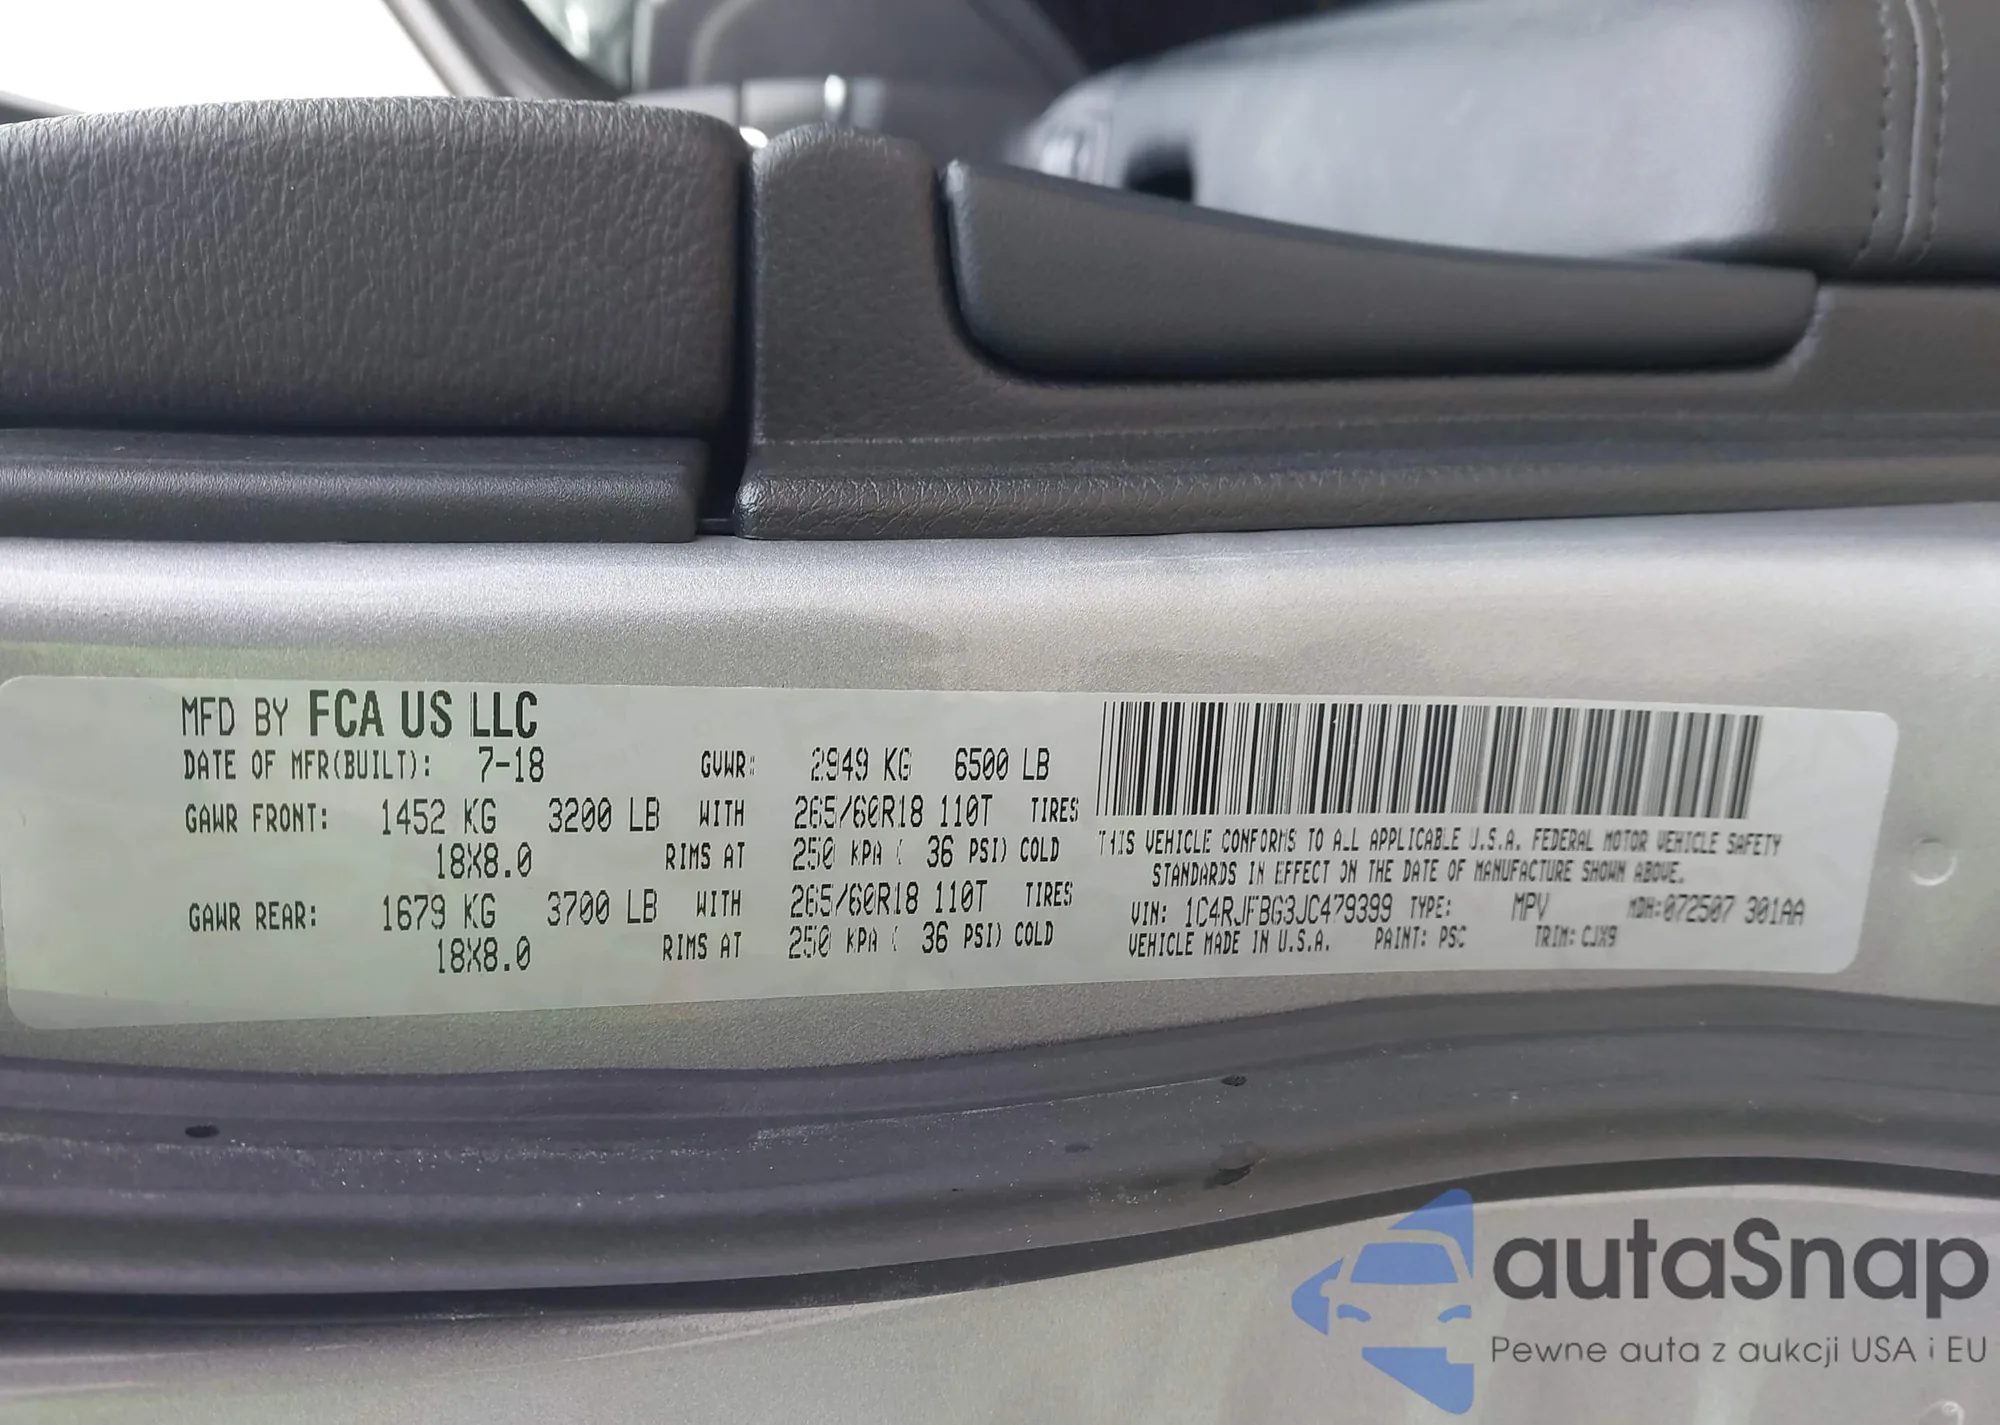 MFD BY FCA US LLC
DATE OF MFR(BUILT): 7-18 GVWR: 2949 KG 6500 LB
GAWR FRONT: 1452 KG 3200 LB WITH 265/60R18 110T TIRES
18X8.0 RIMS AT 250 KPA ( 36 PSI) COLD
GAWR REAR: 1679 KG 3700 LB WITH 265/60R18 110T TIRES
18X8.0 RIMS AT 250 KPA ( 36 PSI) COLD
THIS VEHICLE CONFORMS TO ALL APPLICABLE U.S.A. FEDERAL MOTOR VEHICLE SAFETY
STANDARDS IN EFFECT ON THE DATE OF MANUFACTURE SHOWN ABOVE.
VIN: 1C4RJFBG3JC479399 TYPE: MPV MDH:072507 301AA
VEHICLE MADE IN U.S.A. PAINT: PSC TRIM: CJX9
autaSnap
Pewne auta z aukcji USA i EU